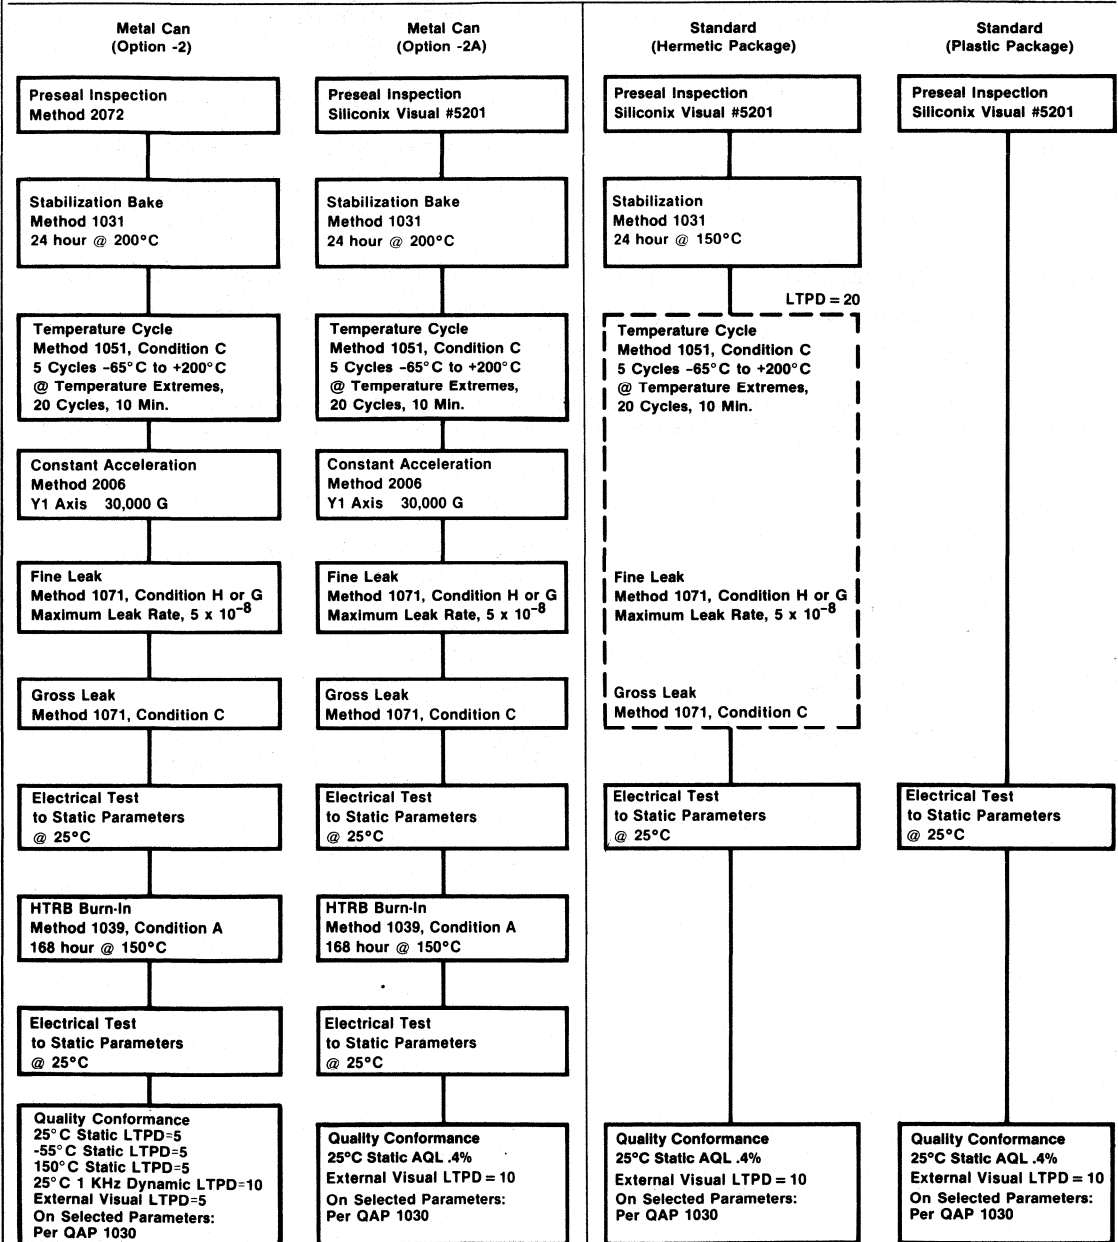 Metal Can
(Option -2)
Preseal Inspection
Method 2072
Stabilization Bake
Method 1031
24 hour @ 200°C
Temperature Cycle
Method 1051, Condition C
5 Cycles -65°C to +200°C
@ Temperature Extremes,
20 Cycles, 10 Min.
Constant Acceleration
Method 2006
Y1 Axis 30,000 G
Fine Leak
Method 1071, Condition H or G
Maximum Leak Rate, 5 x 10⁻⁸
Gross Leak
Method 1071, Condition C
Electrical Test
to Static Parameters
@ 25°C
HTRB Burn-In
Method 1039, Condition A
168 hour @ 150°C
Electrical Test
to Static Parameters
@ 25°C
Quality Conformance
25°C Static LTPD=5
-55°C Static LTPD=5
150°C Static LTPD=5
25°C 1 KHz Dynamic LTPD=10
External Visual LTPD=5
On Selected Parameters:
Per QAP 1030
Metal Can
(Option -2A)
Preseal Inspection
Siliconix Visual #5201
Stabilization Bake
Method 1031
24 hour @ 200°C
Temperature Cycle
Method 1051, Condition C
5 Cycles -65°C to +200°C
@ Temperature Extremes,
20 Cycles, 10 Min.
Constant Acceleration
Method 2006
Y1 Axis 30,000 G
Fine Leak
Method 1071, Condition H or G
Maximum Leak Rate, 5 x 10⁻⁸
Gross Leak
Method 1071, Condition C
Electrical Test
to Static Parameters
@ 25°C
HTRB Burn-In
Method 1039, Condition A
168 hour @ 150°C
Electrical Test
to Static Parameters
@ 25°C
Quality Conformance
25°C Static AQL .4%
External Visual LTPD = 10
On Selected Parameters:
Per QAP 1030
Standard
(Hermetic Package)
Preseal Inspection
Siliconix Visual #5201
Stabilization
Method 1031
24 hour @ 150°C
LTPD = 20
Temperature Cycle
Method 1051, Condition C
5 Cycles -65°C to +200°C
@ Temperature Extremes,
20 Cycles, 10 Min.
Fine Leak
Method 1071, Condition H or G
Maximum Leak Rate, 5 x 10⁻⁸
Gross Leak
Method 1071, Condition C
Electrical Test
to Static Parameters
@ 25°C
Quality Conformance
25°C Static AQL .4%
External Visual LTPD = 10
On Selected Parameters:
Per QAP 1030
Standard
(Plastic Package)
Preseal Inspection
Siliconix Visual #5201
Electrical Test
to Static Parameters
@ 25°C
Quality Conformance
25°C Static AQL .4%
External Visual LTPD = 10
On Selected Parameters:
Per QAP 1030